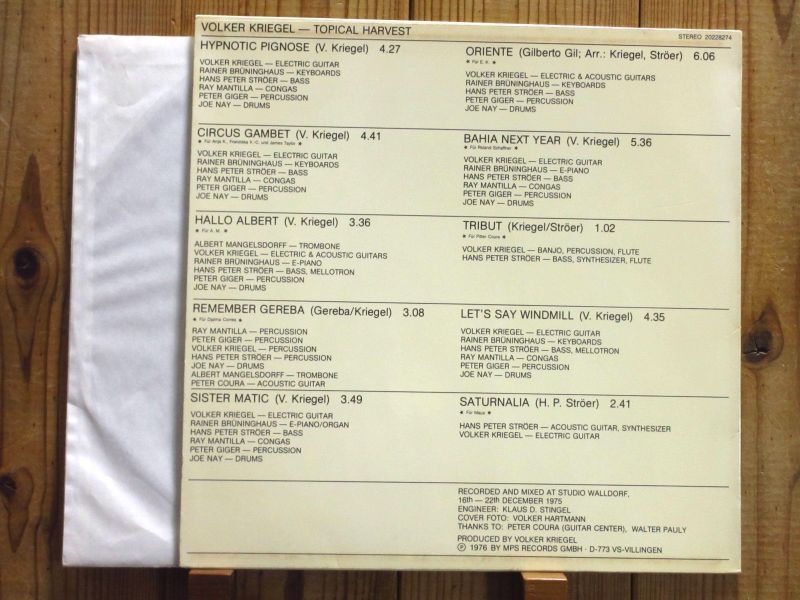 VOLKER KRIEGEL — TOPICAL HARVEST
STEREO 20228274
HYPNOTIC PIGNOSE (V. Kriegel) 4.27
VOLKER KRIEGEL — ELECTRIC GUITAR
RAINER BRÜNINGHAUS — KEYBOARDS
HANS PETER STRÖER — BASS
RAY MANTILLA — CONGAS
PETER GIGER — PERCUSSION
JOE NAY — DRUMS
CIRCUS GAMBET (V. Kriegel) 4.41
VOLKER KRIEGEL — ELECTRIC GUITAR
RAINER BRÜNINGHAUS — KEYBOARDS
HANS PETER STRÖER — BASS
RAY MANTILLA — CONGAS
PETER GIGER — PERCUSSION
JOE NAY — DRUMS
HALLO ALBERT (V. Kriegel) 3.36
★ Für A. M. ★
ALBERT MANGELSDORFF — TROMBONE
VOLKER KRIEGEL — ELECTRIC & ACOUSTIC GUITARS
RAINER BRÜNINGHAUS — E-PIANO
HANS PETER STRÖER — BASS, MELLOTRON
PETER GIGER — PERCUSSION
JOE NAY — DRUMS
REMEMBER GEREBA (Gereba/Kriegel) 3.08
★ Für Djalma Correa ★
RAY MANTILLA — PERCUSSION
PETER GIGER — PERCUSSION
VOLKER KRIEGEL — PERCUSSION
HANS PETER STRÖER — PERCUSSION
JOE NAY — DRUMS
ALBERT MANGELSDORFF — TROMBONE
PETER COURA — ACOUSTIC GUITAR
SISTER MATIC (V. Kriegel) 3.49
VOLKER KRIEGEL — ELECTRIC GUITAR
RAINER BRÜNINGHAUS — E-PIANO/ORGAN
HANS PETER STRÖER — BASS
RAY MANTILLA — CONGAS
PETER GIGER — PERCUSSION
JOE NAY — DRUMS
ORIENTE (Gilberto Gil; Arr.: Kriegel, Ströer) 6.06
★ Für E. K. ★
VOLKER KRIEGEL — ELECTRIC & ACOUSTIC GUITARS
RAINER BRÜNINGHAUS — KEYBOARDS
HANS PETER STRÖER — BASS
PETER GIGER — PERCUSSION
JOE NAY — DRUMS
BAHIA NEXT YEAR (V. Kriegel) 5.36
★ Für Roland Schaffner ★
VOLKER KRIEGEL — ELECTRIC GUITAR
RAINER BRÜNINGHAUS — E-PIANO
HANS PETER STRÖER — BASS
RAY MANTILLA — CONGAS
PETER GIGER — PERCUSSION
JOE NAY — DRUMS
TRIBUT (Kriegel/Ströer) 1.02
★ Für Peter Coura ★
VOLKER KRIEGEL — BANJO, PERCUSSION, FLUTE
HANS PETER STRÖER — BASS, SYNTHESIZER, FLUTE
LET'S SAY WINDMILL (V. Kriegel) 4.35
VOLKER KRIEGEL — ELECTRIC GUITAR
RAINER BRÜNINGHAUS — KEYBOARDS
HANS PETER STRÖER — BASS, MELLOTRON
RAY MANTILLA — CONGAS
PETER GIGER — PERCUSSION
JOE NAY — DRUMS
SATURNALIA (H. P. Ströer) 2.41
★ Für Maus ★
HANS PETER STRÖER — ACOUSTIC GUITAR, SYNTHESIZER
VOLKER KRIEGEL — ELECTRIC GUITAR
RECORDED AND MIXED AT STUDIO WALLDORF,
16th — 22th DECEMBER 1975
ENGINEER: KLAUS D. STINGEL
COVER FOTO: VOLKER HARTMANN
THANKS TO: PETER COURA (GUITAR CENTER), WALTER PAULY
PRODUCED BY VOLKER KRIEGEL
Ⓟ 1976 BY MPS RECORDS GMBH · D-773 VS-VILLINGEN